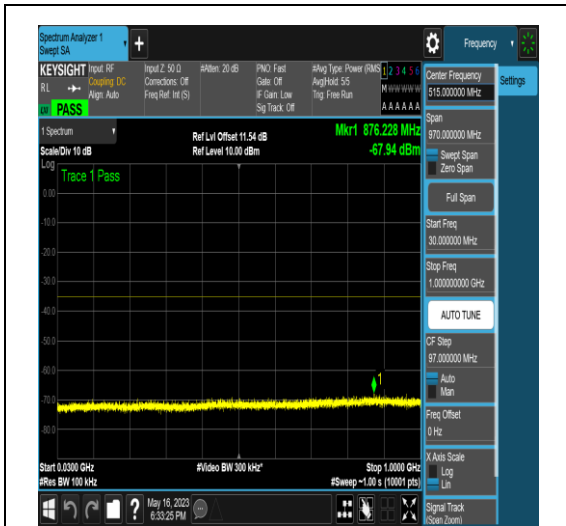 Spectrum Analyzer 1
Swept SA
Frequency
KEYSIGHT
RL
PASS
Input: RF
Coupling: DC
Align: Auto
Input Z: 50 Ω
Corrections: Off
Freq Ref: Int (S)
#Atten: 20 dB
PNO: Fast
Gate: Off
IF Gain: Low
Sig Track: Off
#Avg Type: Power (RMS
Avg|Hold: 5/5
Trig: Free Run
1 2 3 4 5 6
M W W W W W
A A A A A A
Center Frequency
515.000000 MHz
Settings
Span
970.000000 MHz
Swept Span
Zero Span
Full Span
Start Freq
30.000000 MHz
Stop Freq
1.000000000 GHz
AUTO TUNE
CF Step
97.000000 MHz
Auto
Man
Freq Offset
0 Hz
X Axis Scale
Log
Lin
Signal Track
(Span Zoom)
1 Spectrum
Scale/Div 10 dB
Ref Lvl Offset 11.54 dB
Ref Level 10.00 dBm
Mkr1 876.228 MHz
-67.94 dBm
Log
Trace 1 Pass
0.00
-10.0
-20.0
-30.0
-40.0
-50.0
-60.0
-70.0
-80.0
1
Start 0.0300 GHz
#Res BW 100 kHz
#Video BW 300 kHz*
Stop 1.0000 GHz
#Sweep ~1.00 s (10001 pts)
May 16, 2023
6:33:25 PM